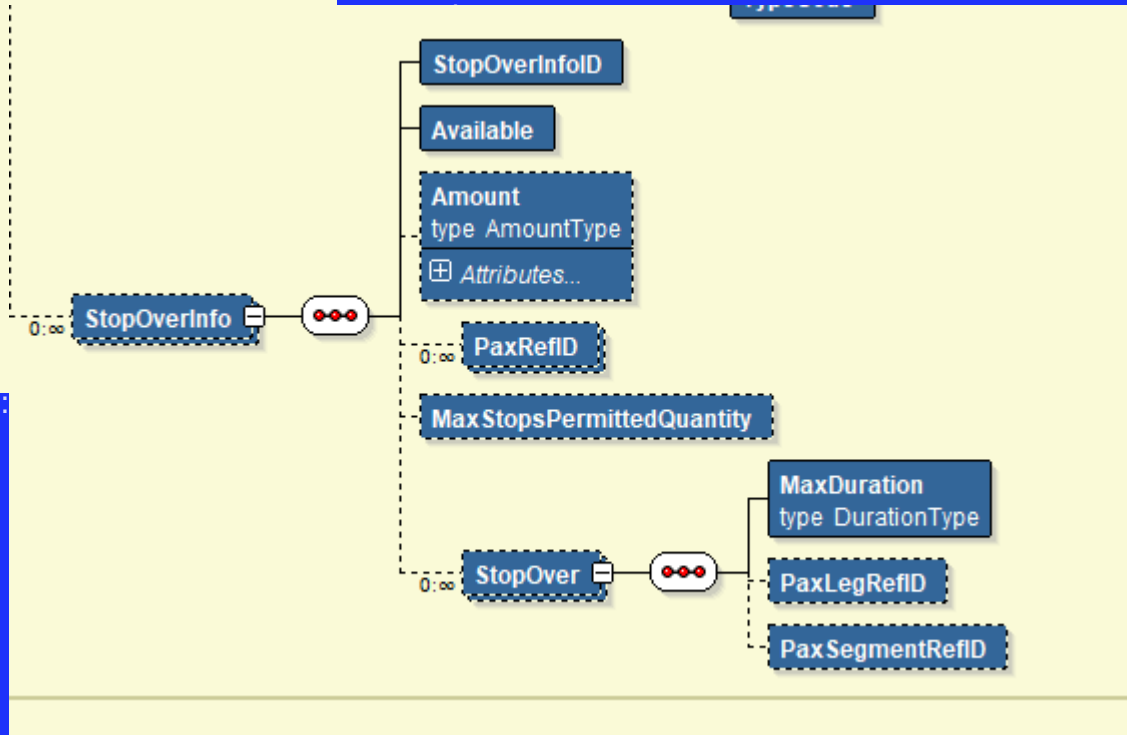 StopOverInfoID
Available
Amount
type AmountType
Attributes...
StopOverInfo
0:∞
PaxRefID
0:∞
MaxStopsPermittedQuantity
MaxDuration
type DurationType
StopOver
0:∞
PaxLegRefID
PaxSegmentRefID